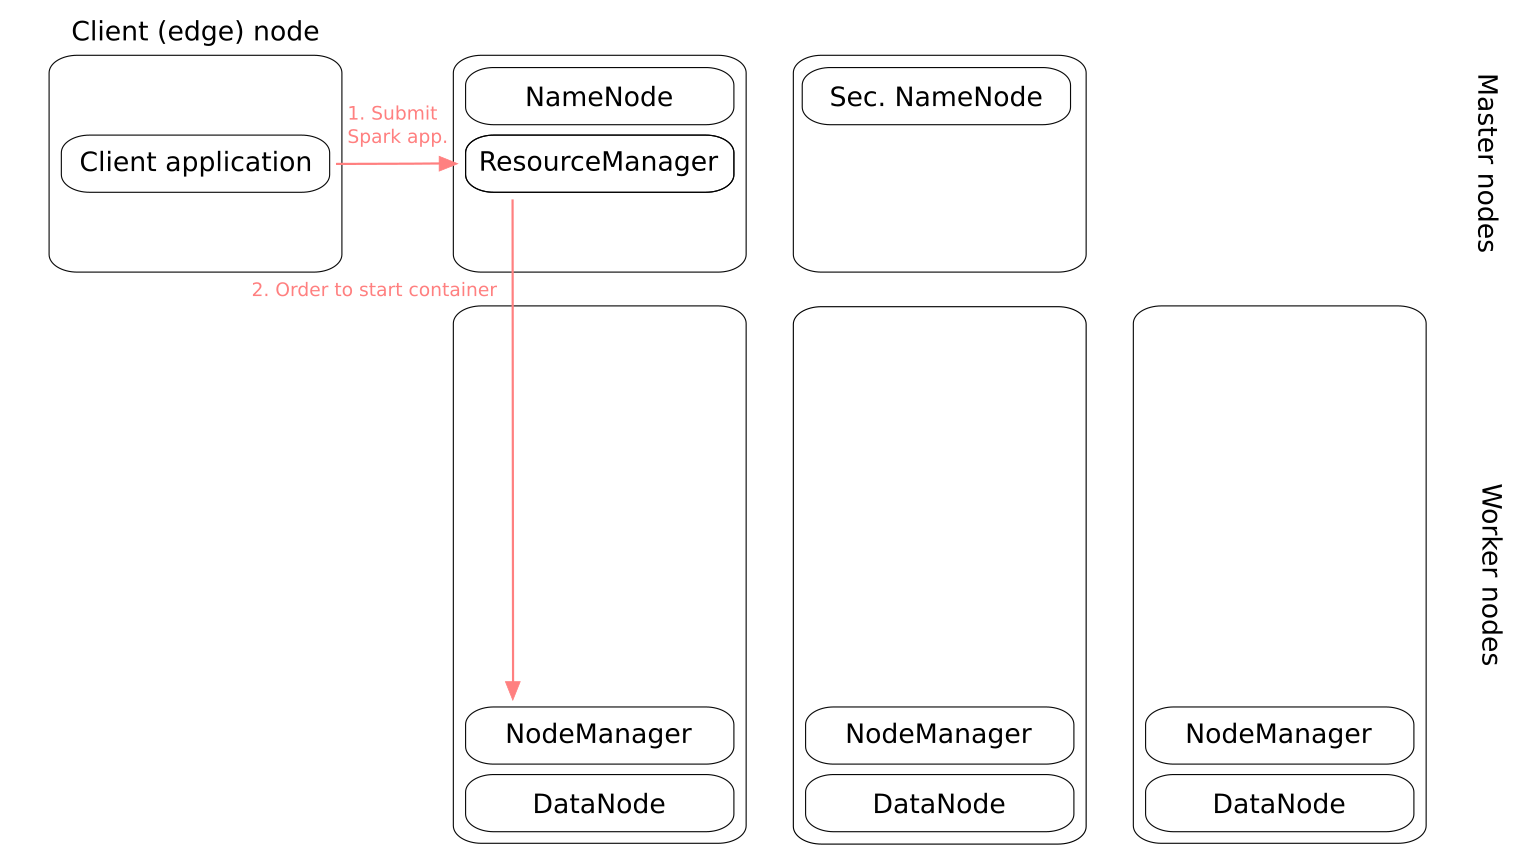 Client (edge) node
Client application
1. Submit
Spark app.
NameNode
ResourceManager
Sec. NameNode
Master nodes
2. Order to start container
NodeManager
DataNode
NodeManager
DataNode
NodeManager
DataNode
Worker nodes